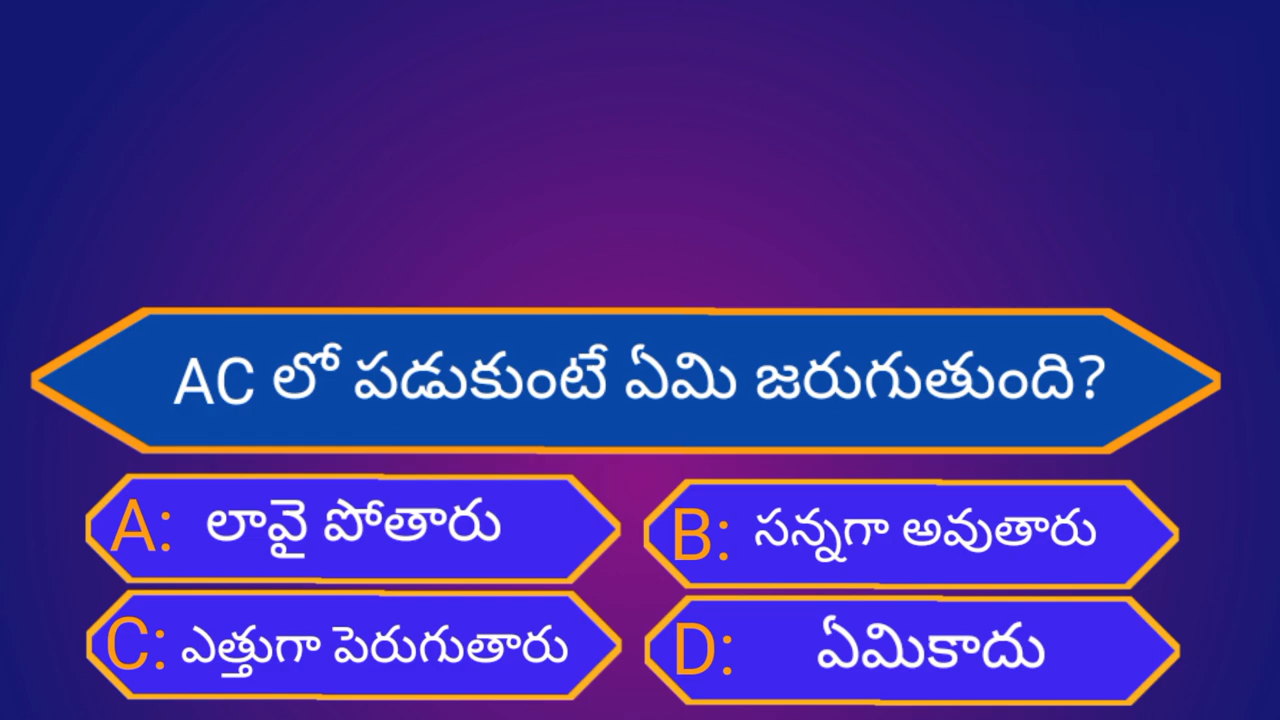 AC లో పడుకుంటే ఏమి జరుగుతుంది?
A: లావై పోతారు
B: సన్నగా అవుతారు
C: ఎత్తుగా పెరుగుతారు
D: ఏమికాదు